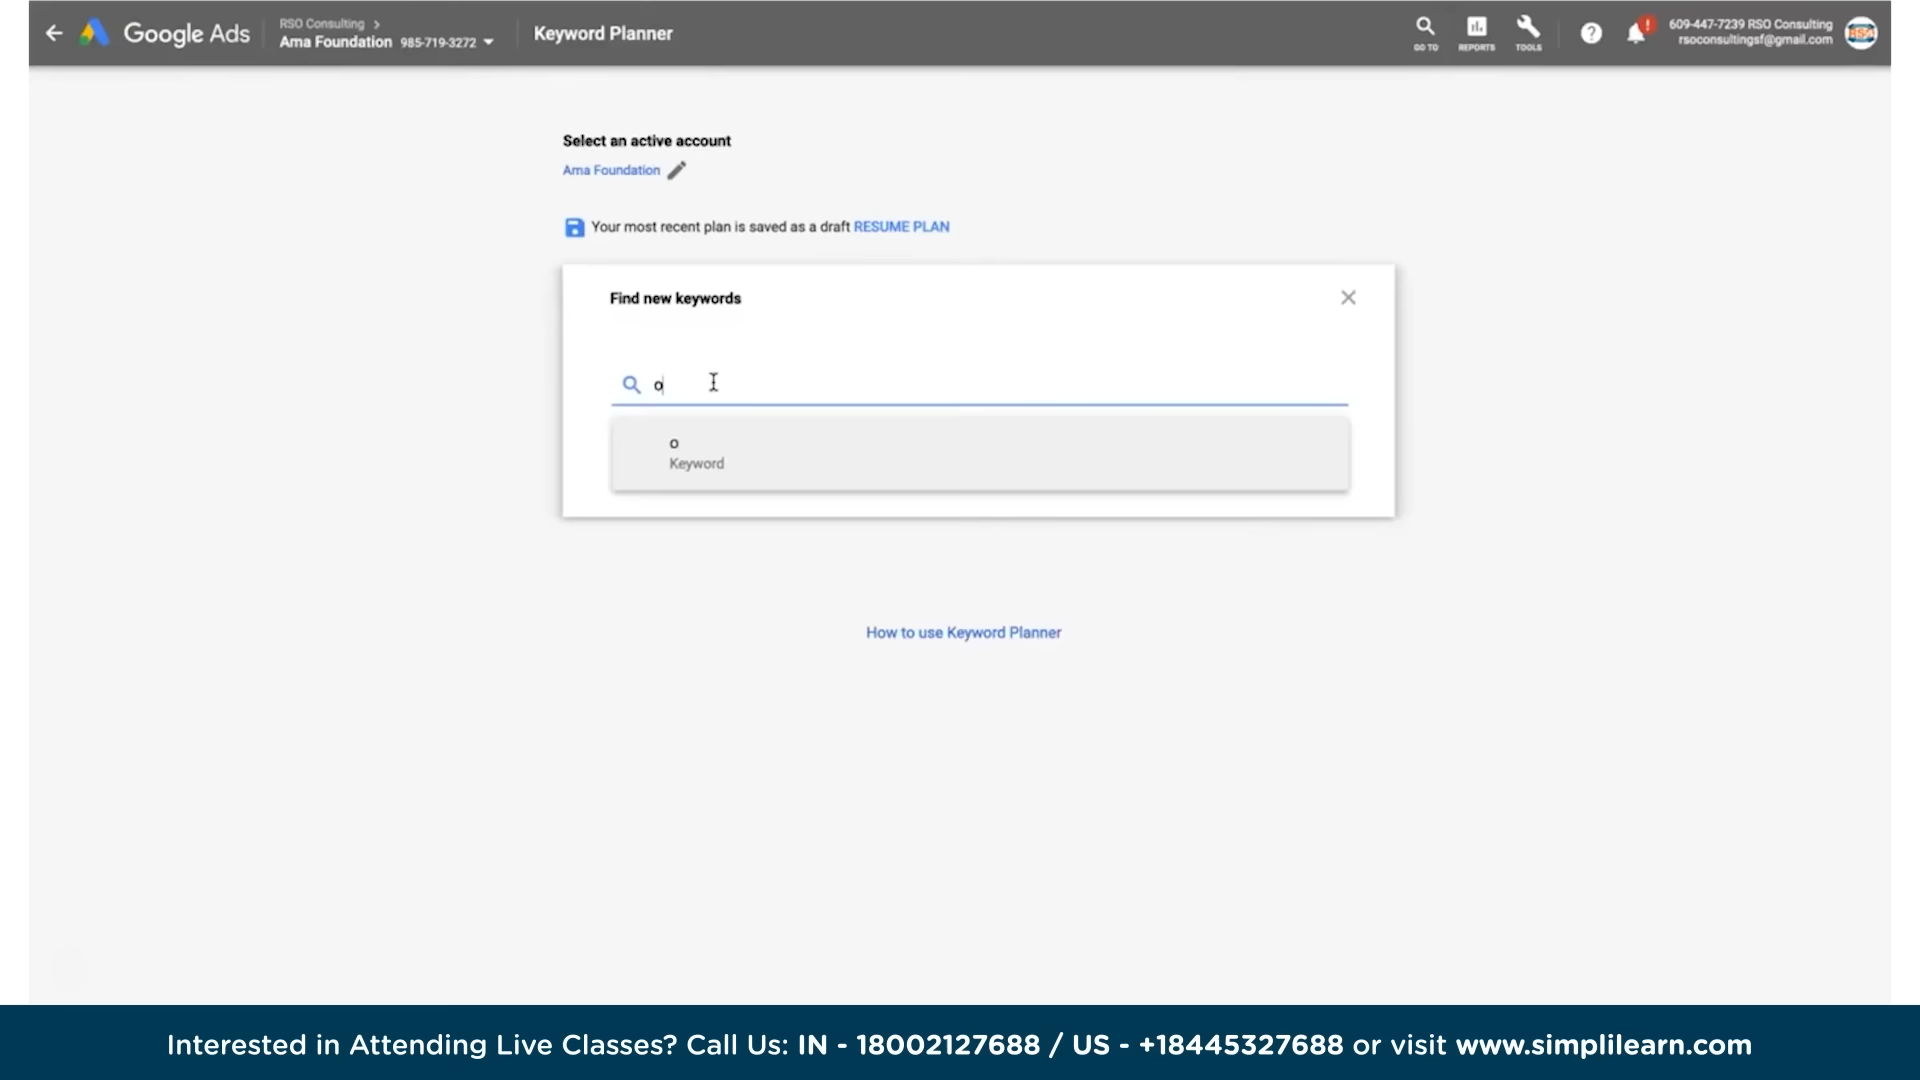 Google Ads
RSO Consulting >
Ama Foundation 985-719-3272
Keyword Planner
GO TO
REPORTS
TOOLS
609-447-7239 RSO Consulting
rsoconsultingsf@gmail.com
Select an active account
Ama Foundation
Your most recent plan is saved as a draft RESUME PLAN
Find new keywords
o
o
Keyword
How to use Keyword Planner
Interested in Attending Live Classes? Call Us: IN - 18002127688 / US - +18445327688 or visit www.simplilearn.com